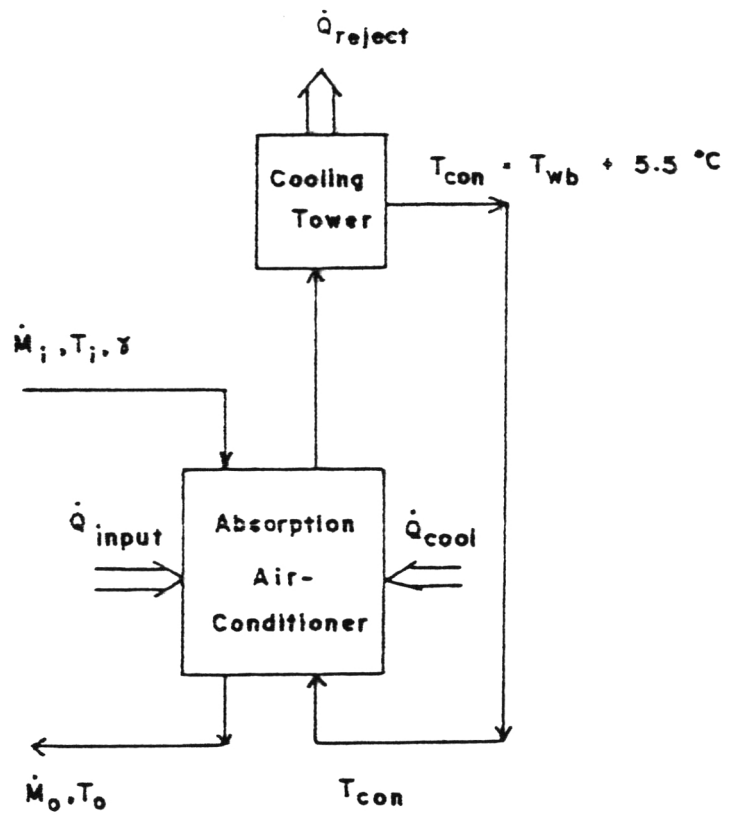 Q̇reject
Cooling
Tower
Tcon = Twb + 5.5 °C
Ṁi, Ti, γ
Q̇input
Absorption
Air-
Conditioner
Q̇cool
Ṁo, To
Tcon